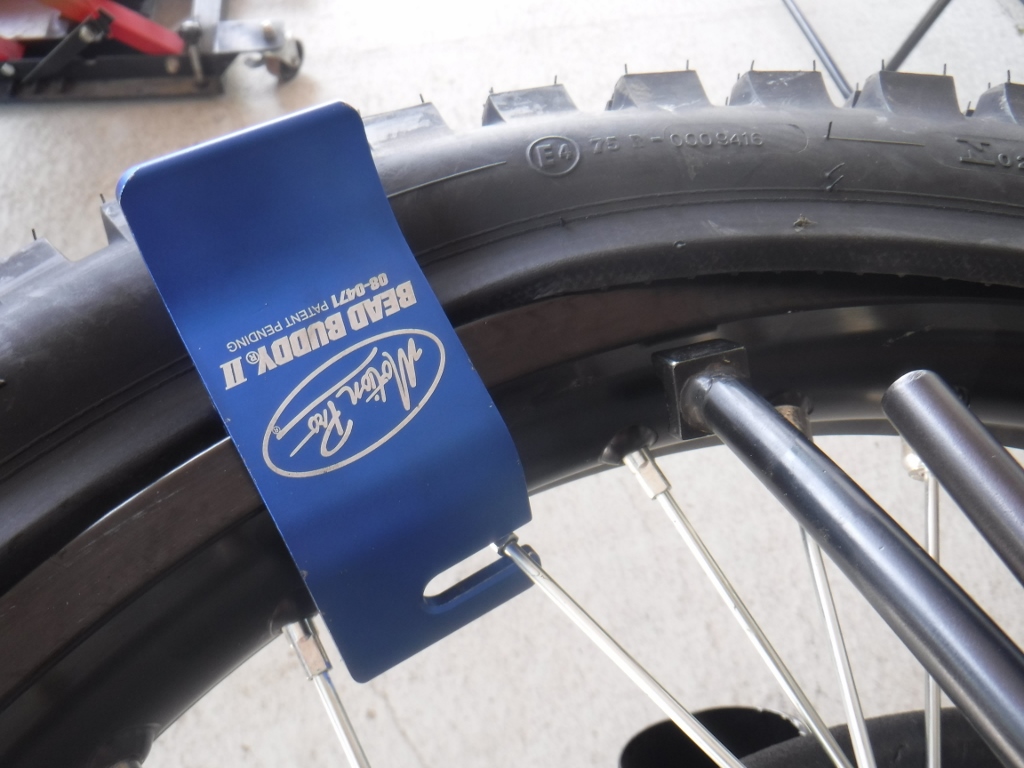 Motion Pro®
BEAD BUDDY® II
08-0471 PATENT PENDING
E4 75 R-0009416